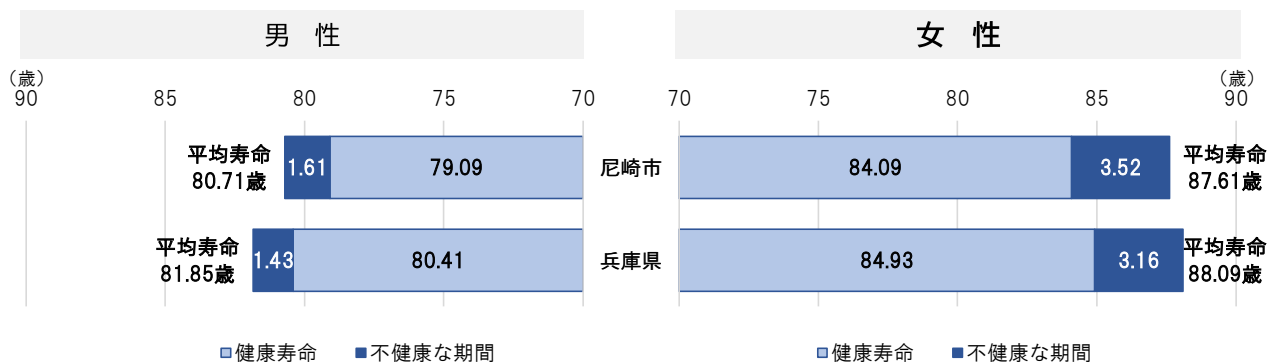 男 性
女 性
(歳)
90 85 80 75 70
(歳)
70 75 80 85 90
平均寿命
80.71歳
1.61
79.09
尼崎市
84.09
3.52
平均寿命
87.61歳
平均寿命
81.85歳
1.43
80.41
兵庫県
84.93
3.16
平均寿命
88.09歳
健康寿命 不健康な期間
健康寿命 不健康な期間